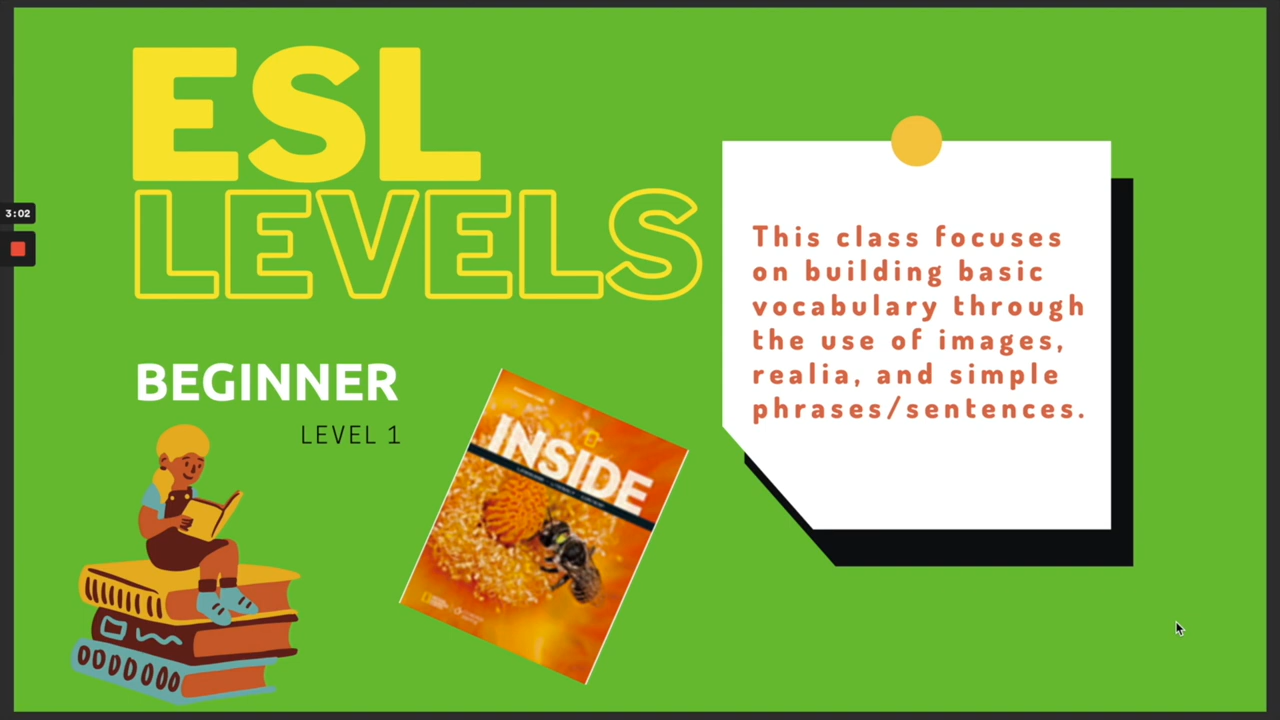 ESL
LEVELS
3:02
This class focuses
on building basic
vocabulary through
the use of images,
realia, and simple
phrases/sentences.
BEGINNER
LEVEL 1
INSIDE